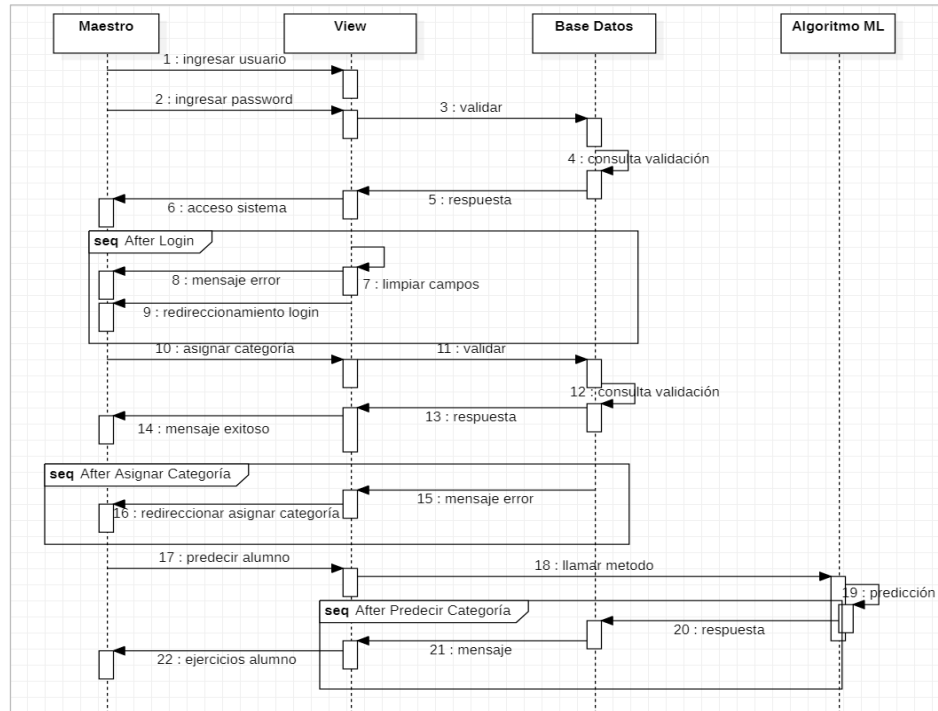 Maestro
View
Base Datos
Algoritmo ML
1 : ingresar usuario
2 : ingresar password
3 : validar
4 : consulta validación
5 : respuesta
6 : acceso sistema
seq After Login
7 : limpiar campos
8 : mensaje error
9 : redireccionamiento login
10 : asignar categoría
11 : validar
12 : consulta validación
13 : respuesta
14 : mensaje exitoso
seq After Asignar Categoría
15 : mensaje error
16 : redireccionar asignar categoría
17 : predecir alumno
18 : llamar metodo
19 : predicción
seq After Predecir Categoría
20 : respuesta
21 : mensaje
22 : ejercicios alumno